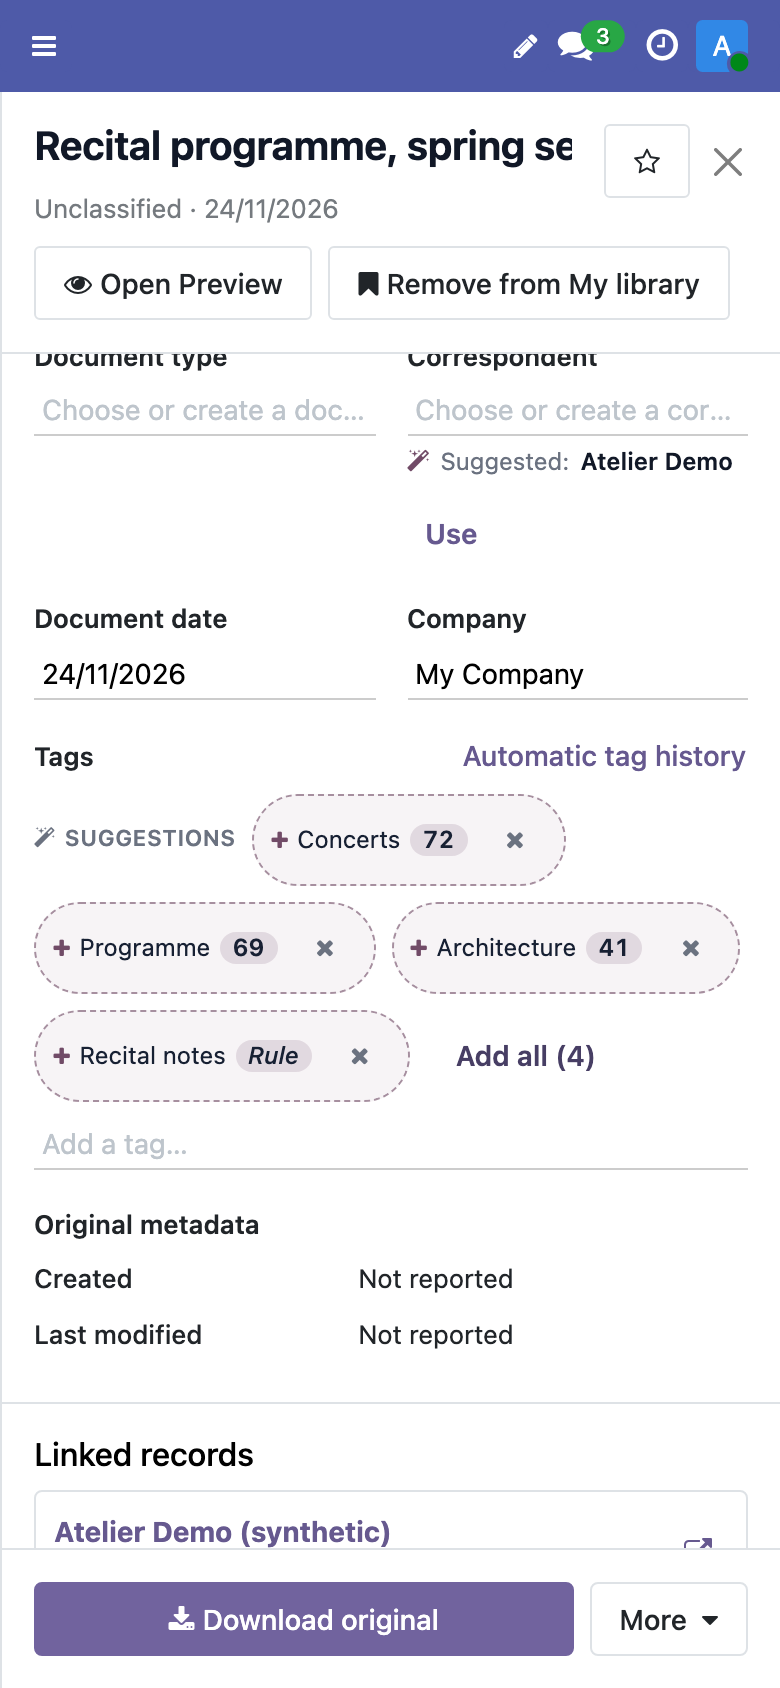 3
A
Recital programme, spring se
Unclassified · 24/11/2026
Open Preview
Remove from My library
Document type
Correspondent
Choose or create a doc...
Choose or create a cor...
Suggested: Atelier Demo
Use
Document date
Company
24/11/2026
My Company
Tags
Automatic tag history
SUGGESTIONS
Concerts 72
Programme 69
Architecture 41
Recital notes Rule
Add all (4)
Add a tag...
Original metadata
Created
Not reported
Last modified
Not reported
Linked records
Atelier Demo (synthetic)
Download original
More